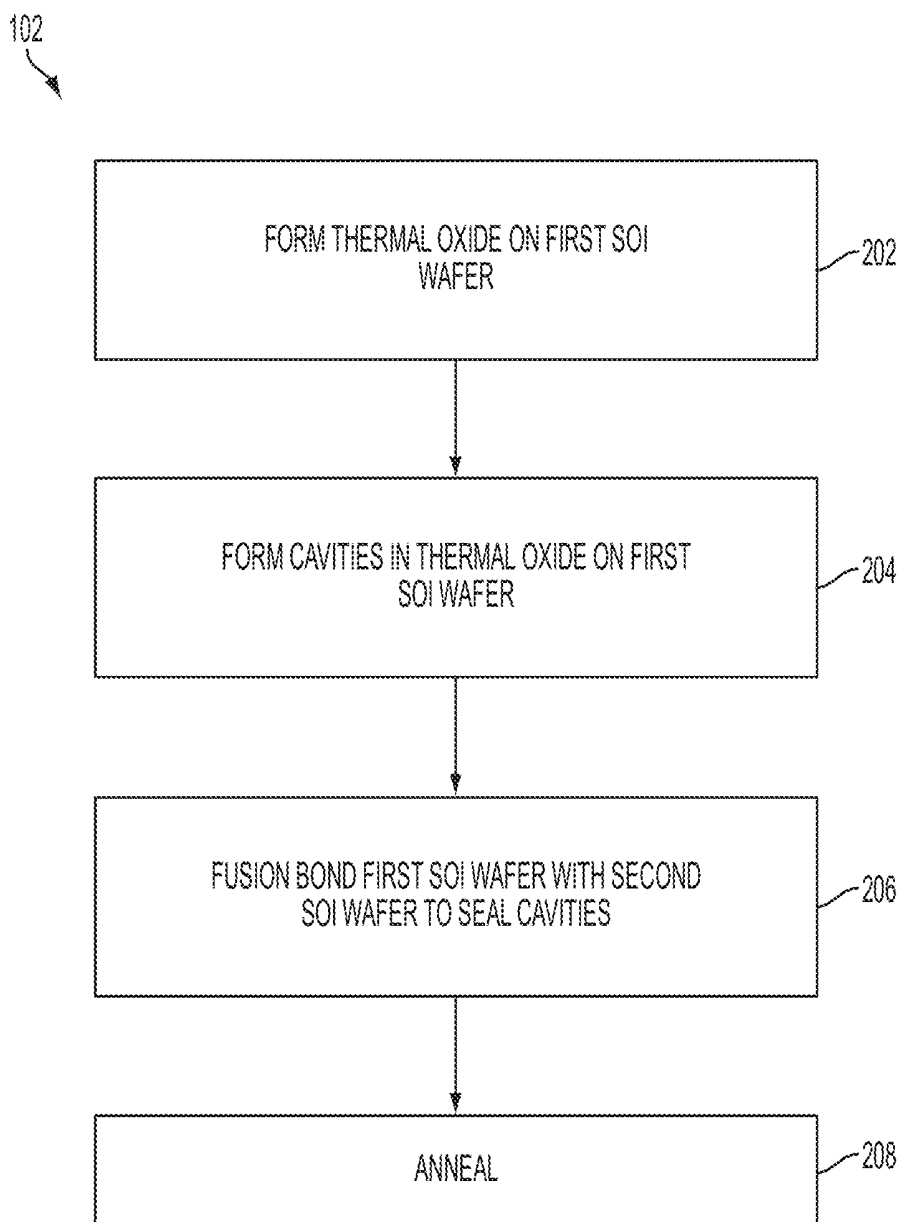 102
FORM THERMAL OXIDE ON FIRST SOI
WAFER
202
FORM CAVITIES IN THERMAL OXIDE ON FIRST
SOI WAFER
204
FUSION BOND FIRST SOI WAFER WITH SECOND
SOI WAFER TO SEAL CAVITIES
206
ANNEAL
208